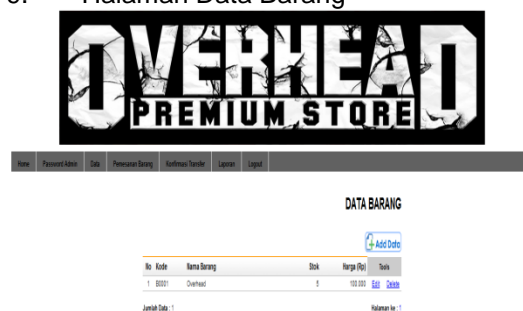 Halaman Data Barang
OVERHEAD
PREMIUM STORE
Home Password Admin Data Pemesanan Barang Konfirmasi Transfer Laporan Logout
DATA BARANG
Add Data
No Kode Nama Barang Stok Harga (Rp) Tools
1 B0001 Overhead 5 100.000 Edit Delete
Jumlah Data : 1 Halaman ke : 1